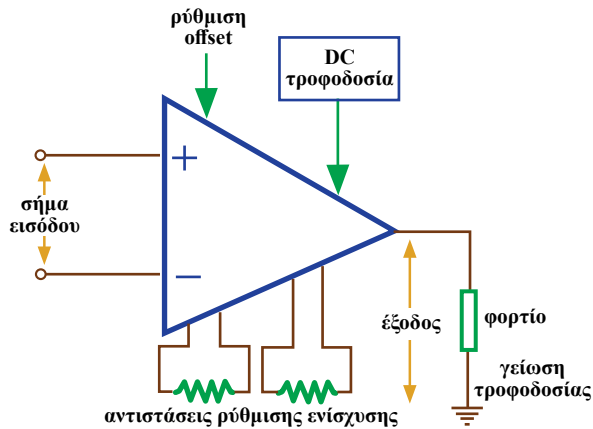 ρύθμιση
offset
DC
τροφοδοσία
+
σήμα
εισόδου
−
έξοδος
φορτίο
γείωση
τροφοδοσίας
αντιστάσεις ρύθμισης ενίσχυσης